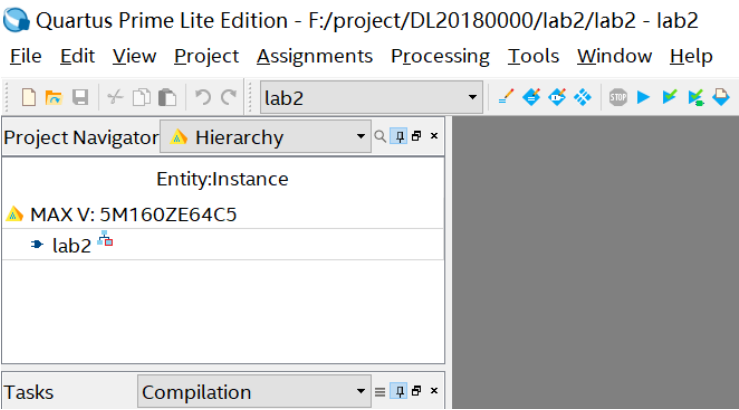 Quartus Prime Lite Edition - F:/project/DL20180000/lab2/lab2 - lab2
File Edit View Project Assignments Processing Tools Window Help
lab2
STOP
Project Navigator Hierarchy
Entity:Instance
MAX V: 5M160ZE64C5
lab2
Tasks Compilation